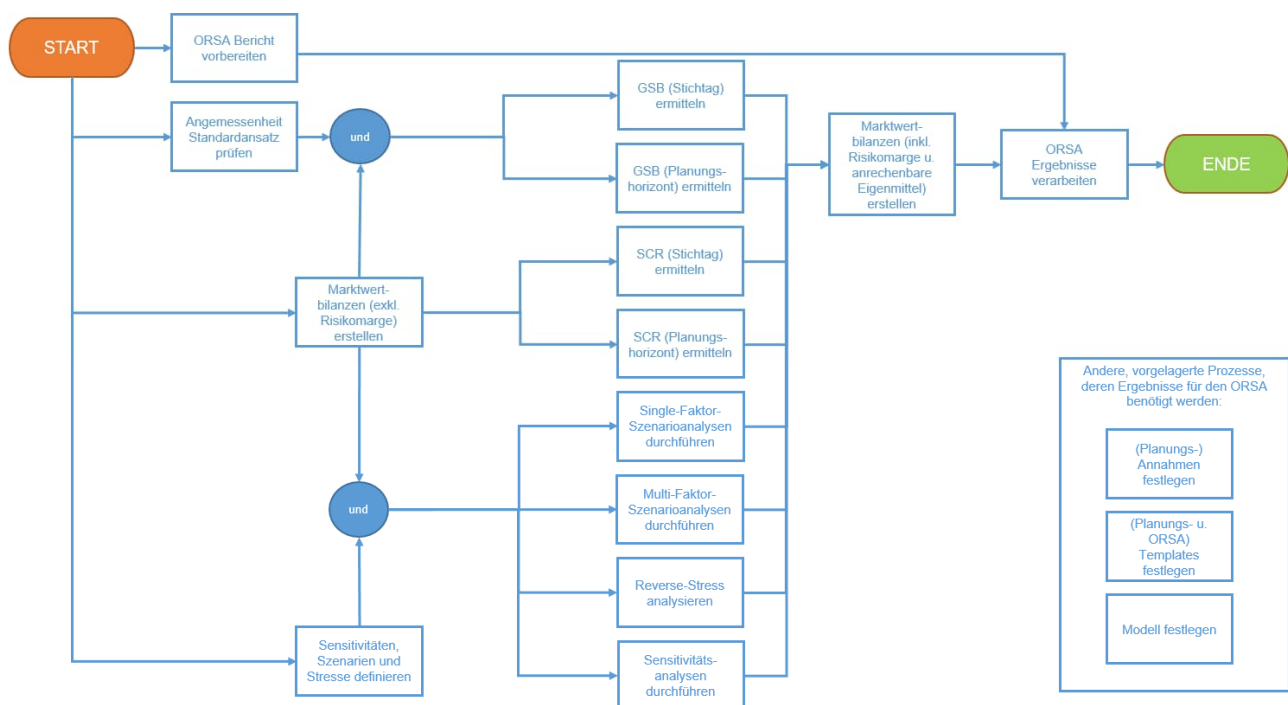 START
ORSA Bericht
vorbereiten
Angemessenheit
Standardansatz
prüfen
und
GSB (Stichtag)
ermitteln
GSB (Planungs-
horizont) ermitteln
Marktwert-
bilanzen (inkl.
Risikomarge u.
anrechenbare
Eigenmittel)
erstellen
ORSA
Ergebnisse
verarbeiten
ENDE
SCR (Stichtag)
ermitteln
Marktwert-
bilanzen (exkl.
Risikomarge)
erstellen
SCR (Planungs-
horizont) ermitteln
Single-Faktor-
Szenarioanalysen
durchführen
und
Multi-Faktor-
Szenarioanalysen
durchführen
Reverse-Stress
analysieren
Sensitivitäten,
Szenarien und
Stresse definieren
Sensitivitäts-
analysen
durchführen
Andere, vorgelagerte Prozesse,
deren Ergebnisse für den ORSA
benötigt werden:
(Planungs-)
Annahmen
festlegen
(Planungs- u.
ORSA)
Templates
festlegen
Modell festlegen